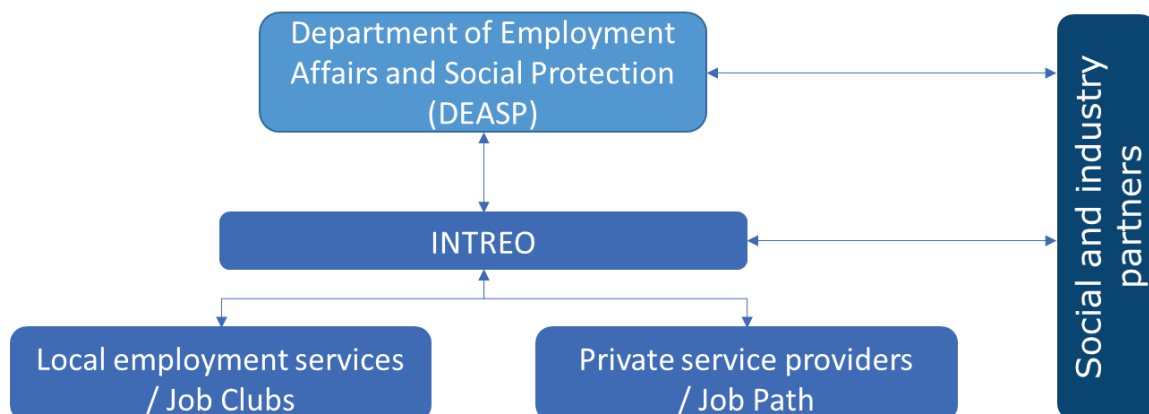 Department of Employment
Affairs and Social Protection
(DEASP)
INTREO
Local employment services
/ Job Clubs
Private service providers
/ Job Path
Social and industry
partners